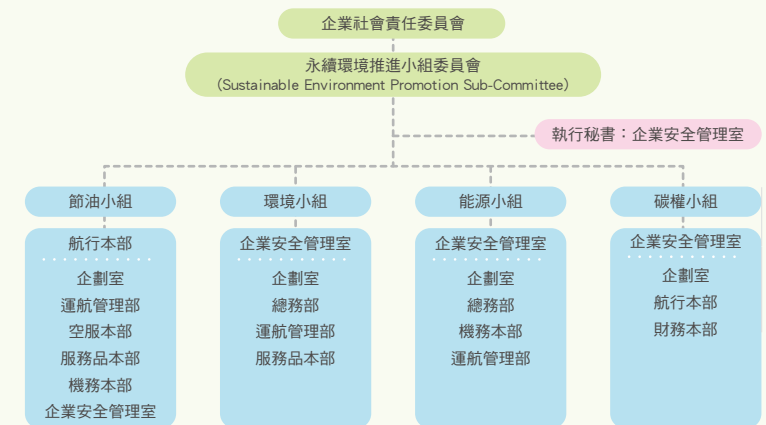 企業社會責任委員會
永續環境推進小組委員會
(Sustainable Environment Promotion Sub-Committee)
執行秘書：企業安全管理室
節油小組
航行本部
企劃室
運航管理部
空服本部
服務品本部
機務本部
企業安全管理室
環境小組
企業安全管理室
企劃室
總務部
運航管理部
服務品本部
能源小組
企業安全管理室
企劃室
總務部
機務本部
運航管理部
碳權小組
企業安全管理室
企劃室
航行本部
財務本部